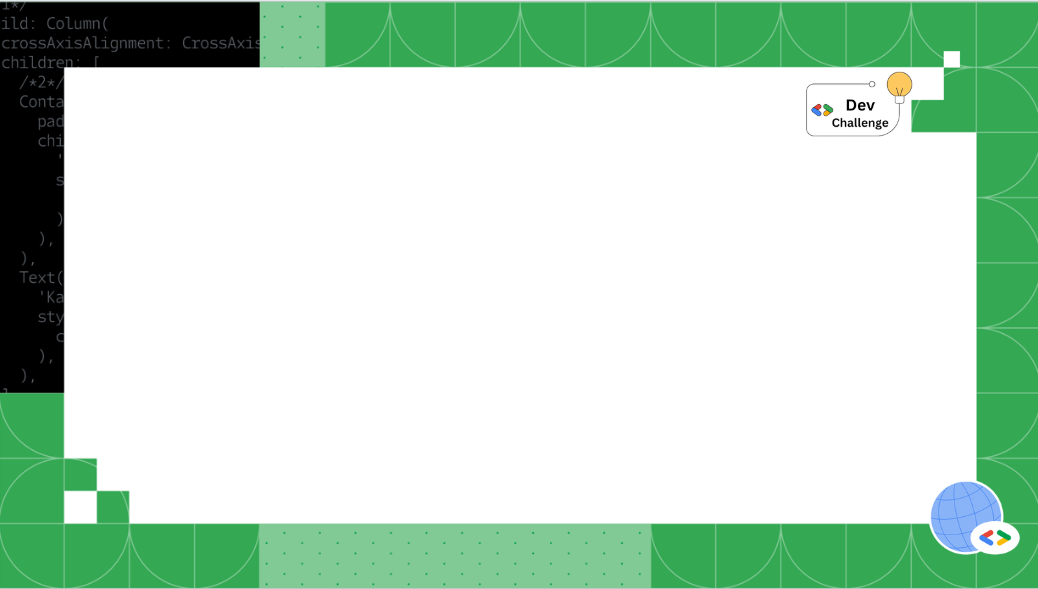 1*/
ild: Column(
crossAxisAlignment: CrossAxis
children: [
/*2*/
Conta
pad
chi
'
s
)
),
),
Text(
'Ka
sty
c
),
),
Dev
Challenge